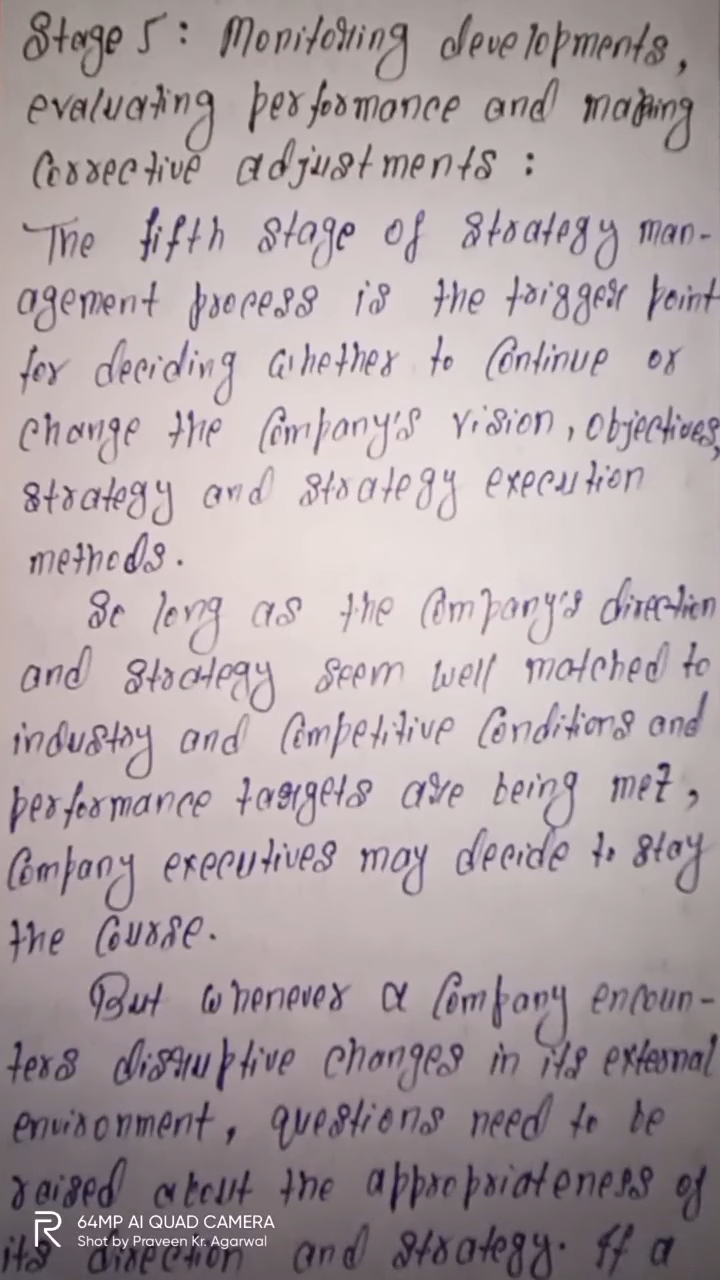 Stage 5: Monitoring developments,
evaluating performance and making
Corrective adjustments:
The fifth stage of strategy man-
agement process is the trigger point
for deciding whether to Continue or
change the Company's vision, objectives,
strategy and strategy execution
methods.
So long as the Company's direction
and strategy seem well matched to
industry and Competitive Conditions and
performance targets are being met,
Company executives may decide to stay
the Course.
But whenever a Company encoun-
ters disruptive changes in its external
environment, questions need to be
raised about the appropriateness of
its direction and strategy. If a
64MP AI QUAD CAMERA
Shot by Praveen Kr. Agarwal